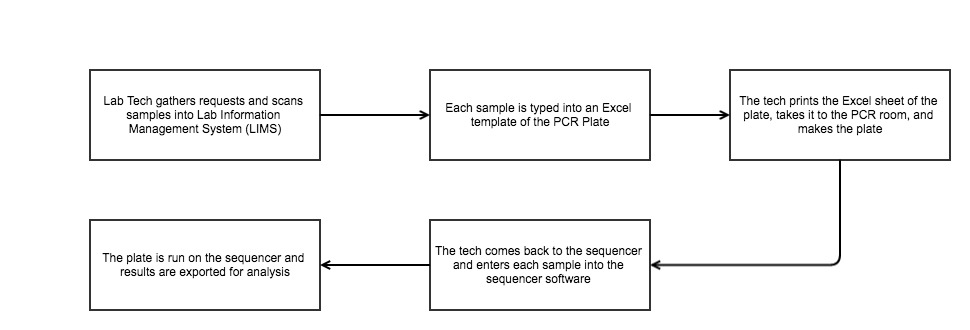 Lab Tech gathers requests and scans
samples into Lab Information
Management System (LIMS)
Each sample is typed into an Excel
template of the PCR Plate
The tech prints the Excel sheet of the
plate, takes it to the PCR room, and
makes the plate
The tech comes back to the sequencer
and enters each sample into the
sequencer software
The plate is run on the sequencer and
results are exported for analysis